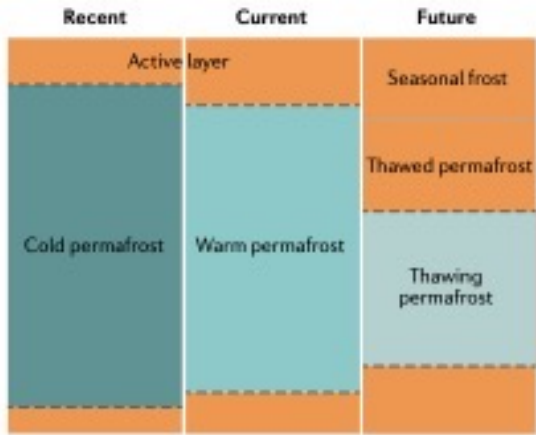 Recent Current Future
Active layer
Seasonal frost
Thawed permafrost
Cold permafrost Warm permafrost
Thawing
permafrost